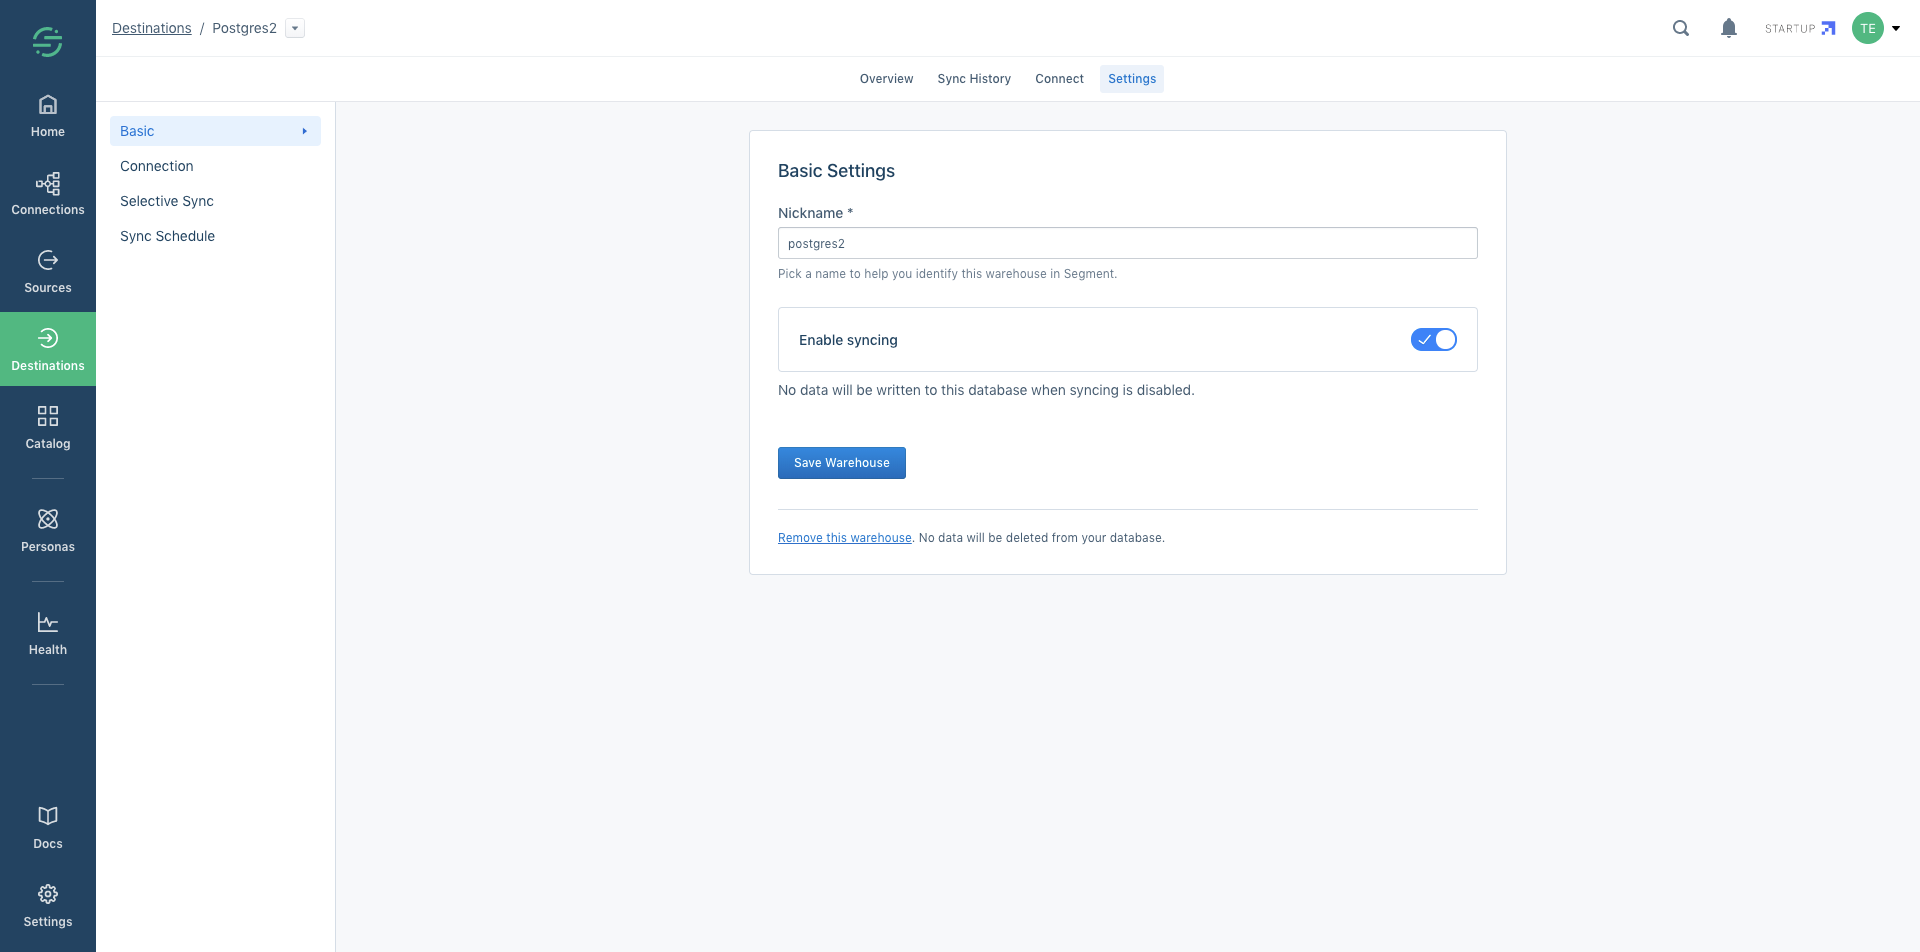 Destinations / Postgres2
STARTUP
TE
Overview Sync History Connect Settings
Home
Connections
Sources
Destinations
Catalog
Personas
Health
Docs
Settings
Basic
Connection
Selective Sync
Sync Schedule
Basic Settings
Nickname *
postgres2
Pick a name to help you identify this warehouse in Segment.
Enable syncing
No data will be written to this database when syncing is disabled.
Save Warehouse
Remove this warehouse. No data will be deleted from your database.